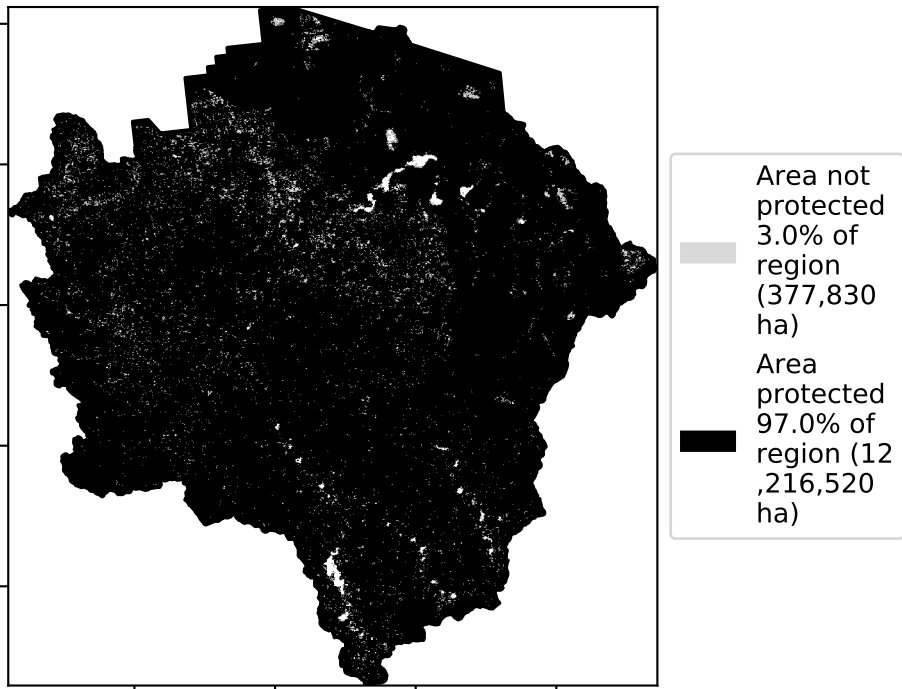 Area not
protected
3.0% of
region
(377,830
ha)
Area
protected
97.0% of
region (12
,216,520
ha)